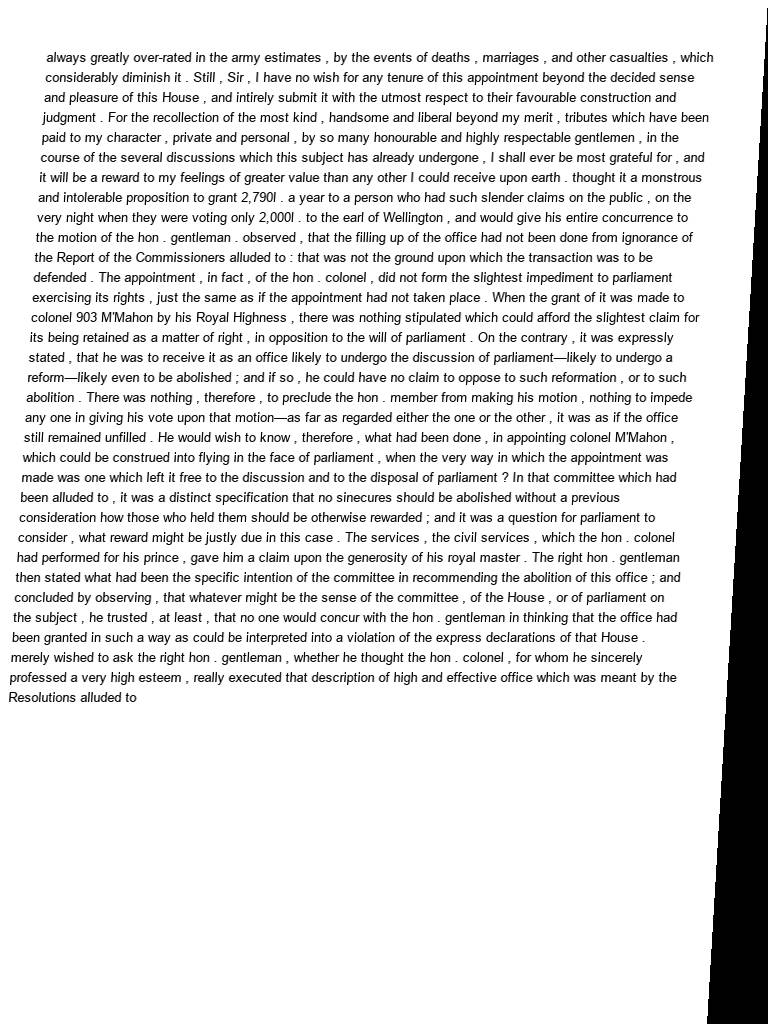 always greatly over-rated in the army estimates , by the events of deaths , marriages , and other casualties , which
considerably diminish it . Still , Sir , I have no wish for any tenure of this appointment beyond the decided sense
and pleasure of this House , and intirely submit it with the utmost respect to their favourable construction and
judgment . For the recollection of the most kind , handsome and liberal beyond my merit , tributes which have been
paid to my character , private and personal , by so many honourable and highly respectable gentlemen , in the
course of the several discussions which this subject has already undergone , I shall ever be most grateful for , and
it will be a reward to my feelings of greater value than any other I could receive upon earth . thought it a monstrous
and intolerable proposition to grant 2,790l . a year to a person who had such slender claims on the public , on the
very night when they were voting only 2,000l . to the earl of Wellington , and would give his entire concurrence to
the motion of the hon . gentleman . observed , that the filling up of the office had not been done from ignorance of
the Report of the Commissioners alluded to : that was not the ground upon which the transaction was to be
defended . The appointment , in fact , of the hon . colonel , did not form the slightest impediment to parliament
exercising its rights , just the same as if the appointment had not taken place . When the grant of it was made to
colonel 903 M'Mahon by his Royal Highness , there was nothing stipulated which could afford the slightest claim for
its being retained as a matter of right , in opposition to the will of parliament . On the contrary , it was expressly
stated , that he was to receive it as an office likely to undergo the discussion of parliament—likely to undergo a
reform—likely even to be abolished ; and if so , he could have no claim to oppose to such reformation , or to such
abolition . There was nothing , therefore , to preclude the hon . member from making his motion , nothing to impede
any one in giving his vote upon that motion—as far as regarded either the one or the other , it was as if the office
still remained unfilled . He would wish to know , therefore , what had been done , in appointing colonel M'Mahon ,
which could be construed into flying in the face of parliament , when the very way in which the appointment was
made was one which left it free to the discussion and to the disposal of parliament ? In that committee which had
been alluded to , it was a distinct specification that no sinecures should be abolished without a previous
consideration how those who held them should be otherwise rewarded ; and it was a question for parliament to
consider , what reward might be justly due in this case . The services , the civil services , which the hon . colonel
had performed for his prince , gave him a claim upon the generosity of his royal master . The right hon . gentleman
then stated what had been the specific intention of the committee in recommending the abolition of this office ; and
concluded by observing , that whatever might be the sense of the committee , of the House , or of parliament on
the subject , he trusted , at least , that no one would concur with the hon . gentleman in thinking that the office had
been granted in such a way as could be interpreted into a violation of the express declarations of that House .
merely wished to ask the right hon . gentleman , whether he thought the hon . colonel , for whom he sincerely
professed a very high esteem , really executed that description of high and effective office which was meant by the
Resolutions alluded to